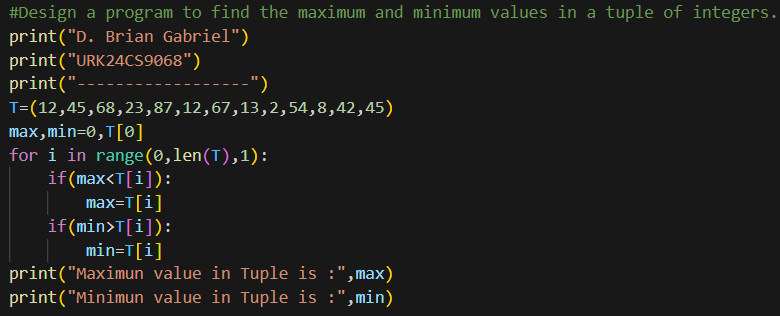 #Design a program to find the maximum and minimum values in a tuple of integers.
print("D. Brian Gabriel")
print("URK24CS9068")
print("------------------")
T=(12,45,68,23,87,12,67,13,2,54,8,42,45)
max,min=0,T[0]
for i in range(0,len(T),1):
    if(max<T[i]):
        max=T[i]
    if(min>T[i]):
        min=T[i]
print("Maximun value in Tuple is :",max)
print("Minimun value in Tuple is :",min)